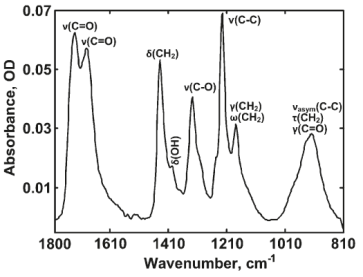 0.07
0.05
0.03
0.01
Absorbance, OD
ν(C=O)
ν(C=O)
δ(CH₂)
δ(OH)
ν(C-O)
ν(C-C)
γ(CH₂)
ω(CH₂)
νasym(C-C)
τ(CH₂)
γ(C=O)
1800 1610 1410 1210 1010 810
Wavenumber, cm⁻¹